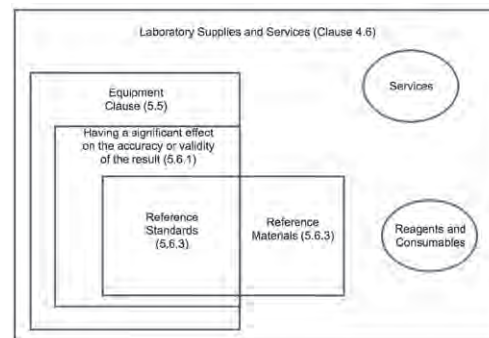 Laboratory Supplies and Services (Clause 4.6)
Equipment
Clause (5.5)
Services
Having a significant effect
on the accuracy or validity
of the result (5.6.1)
Reference
Standards
(5.6.3)
Reference
Materials (5.6.3)
Reagents and
Consumables